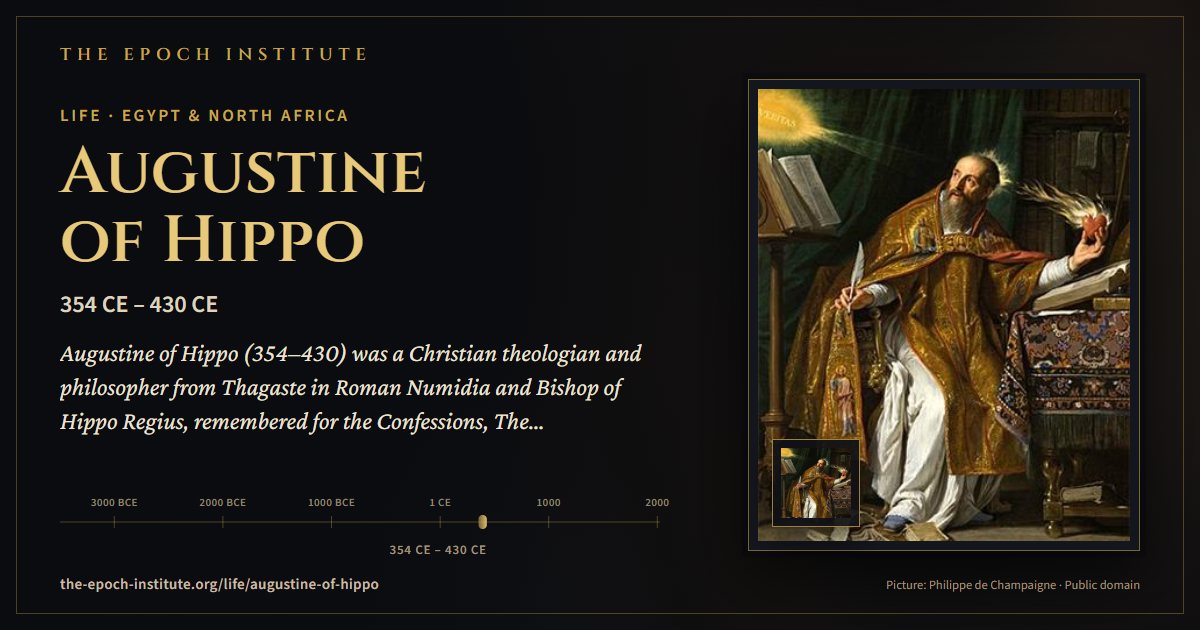 THE EPOCH INSTITUTE
LIFE · EGYPT & NORTH AFRICA
AUGUSTINE
OF HIPPO
354 CE – 430 CE
Augustine of Hippo (354–430) was a Christian theologian and
philosopher from Thagaste in Roman Numidia and Bishop of
Hippo Regius, remembered for the Confessions, The...
3000 BCE 2000 BCE 1000 BCE 1 CE 1000 2000
354 CE – 430 CE
the-epoch-institute.org/life/augustine-of-hippo
VERITAS
Picture: Philippe de Champaigne · Public domain